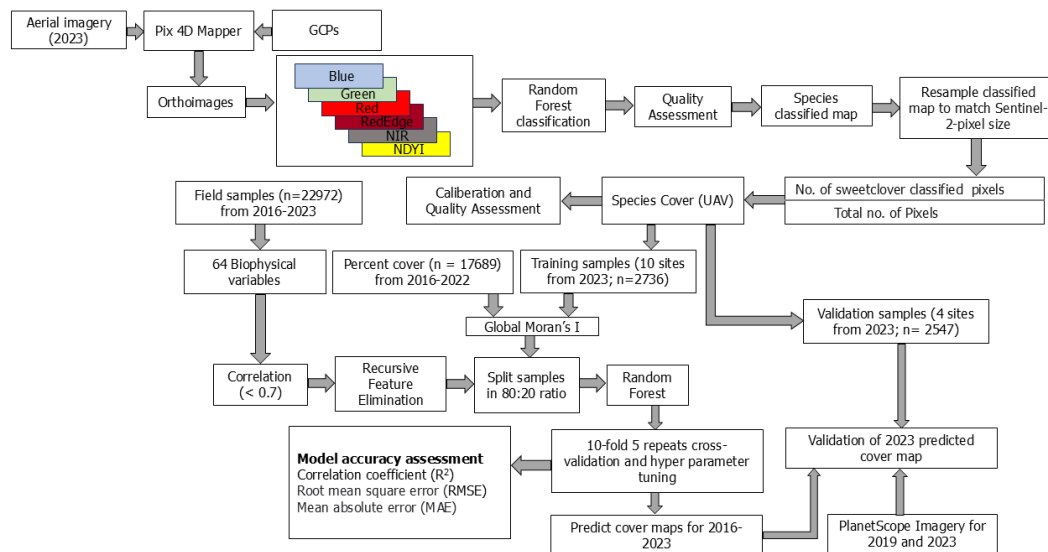 Aerial imagery
(2023)
Pix 4D Mapper
GCPs
Orthoimages
Blue
Green
Red
RedEdge
NIR
NDYI
Random
Forest
classification
Quality
Assessment
Species
classified map
Resample classified
map to match Sentinel-
2-pixel size
Field samples (n=22972)
from 2016-2023
Caliberation and
Quality Assessment
Species Cover (UAV)
No. of sweetclover classified pixels
Total no. of Pixels
64 Biophysical
variables
Percent cover (n = 17689)
from 2016-2022
Training samples (10 sites
from 2023; n=2736)
Validation samples (4 sites
from 2023; n= 2547)
Global Moran's I
Correlation
(< 0.7)
Recursive
Feature
Elimination
Split samples
in 80:20 ratio
Random
Forest
Model accuracy assessment
Correlation coefficient (R²)
Root mean square error (RMSE)
Mean absolute error (MAE)
10-fold 5 repeats cross-
validation and hyper parameter
tuning
Validation of 2023 predicted
cover map
Predict cover maps for 2016-
2023
PlanetScope Imagery for
2019 and 2023